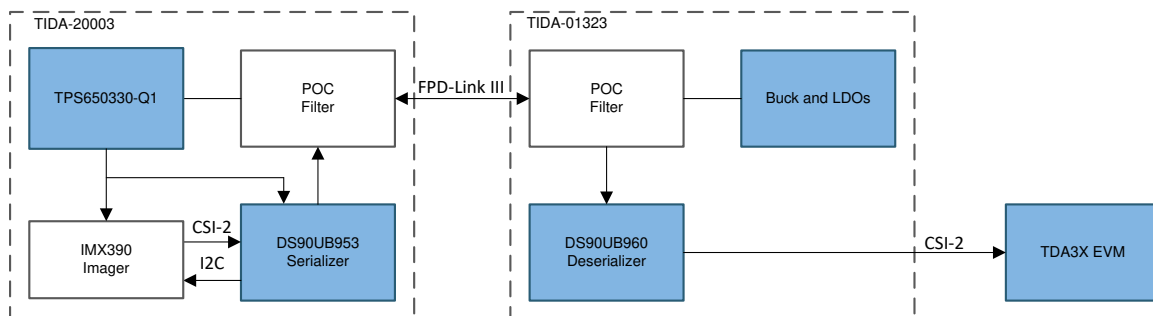 TIDA-20003
TPS650330-Q1
POC
Filter
FPD-Link III
IMX390
Imager
CSI-2
I2C
DS90UB953
Serializer
TIDA-01323
POC
Filter
Buck and LDOs
DS90UB960
Deserializer
CSI-2
TDA3X EVM